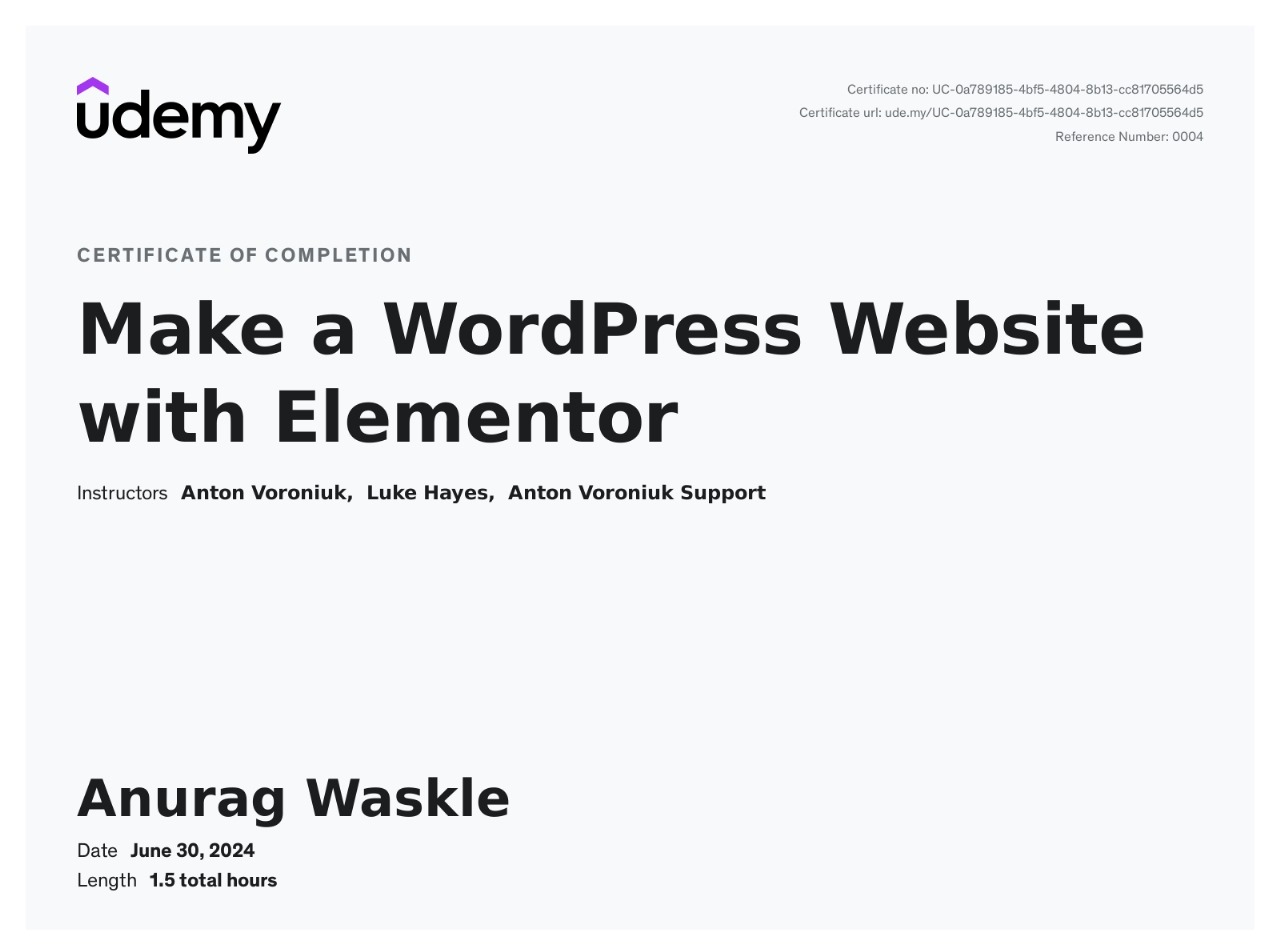 udemy
Certificate no: UC-0a789185-4bf5-4804-8b13-cc81705564d5
Certificate url: ude.my/UC-0a789185-4bf5-4804-8b13-cc81705564d5
Reference Number: 0004
CERTIFICATE OF COMPLETION
Make a WordPress Website
with Elementor
Instructors Anton Voroniuk, Luke Hayes, Anton Voroniuk Support
Anurag Waskle
Date June 30, 2024
Length 1.5 total hours